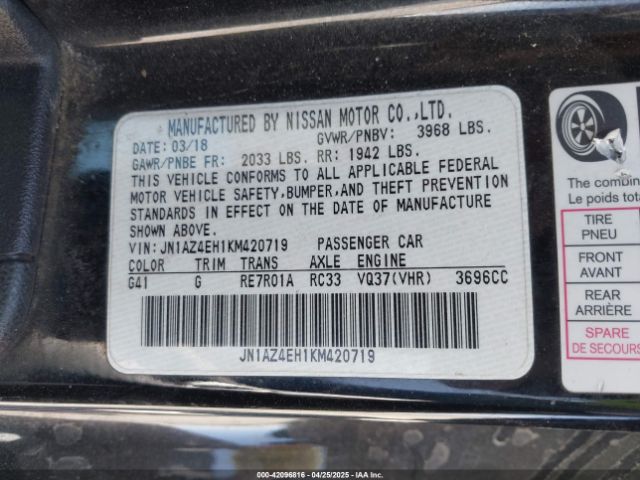 MANUFACTURED BY NISSAN MOTOR CO.,LTD.
DATE: 03/18 GVWR/PNBV: 3968 LBS.
GAWR/PNBE FR: 2033 LBS. RR: 1942 LBS.
THIS VEHICLE CONFORMS TO ALL APPLICABLE FEDERAL
MOTOR VEHICLE SAFETY,BUMPER,AND THEFT PREVENTION
STANDARDS IN EFFECT ON THE DATE OF MANUFACTURE
SHOWN ABOVE.
VIN: JN1AZ4EH1KM420719 PASSENGER CAR
COLOR TRIM TRANS AXLE ENGINE
G41 G RE7R01A RC33 VQ37(VHR) 3696CC
JN1AZ4EH1KM420719
The combin
Le poids tota
TIRE
PNEU
FRONT
AVANT
REAR
ARRIÈRE
SPARE
DE SECOURS
000-42096816 - 04/25/2025 - IAA Inc.